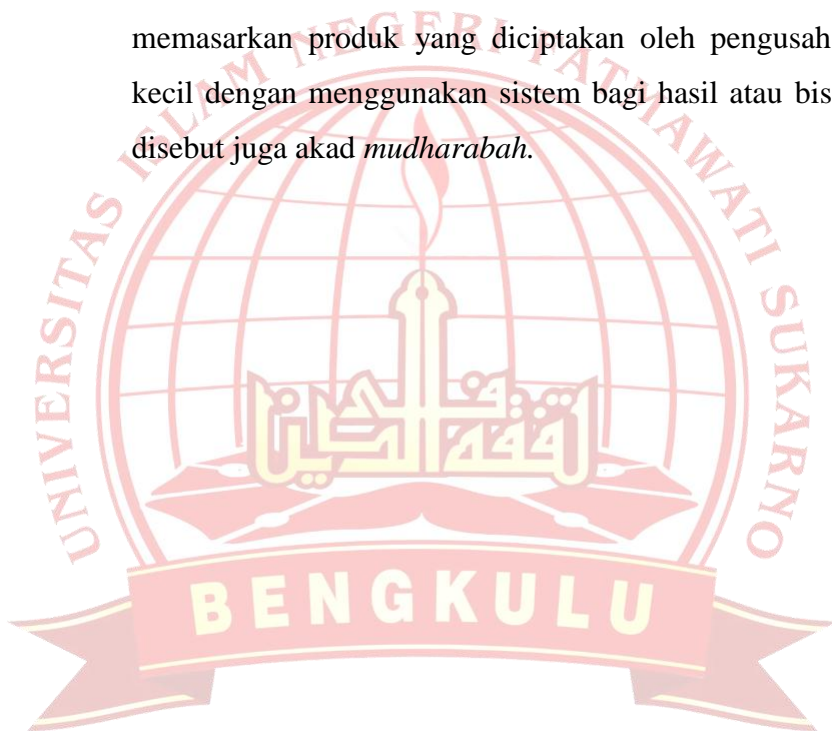 memasarkan produk yang diciptakan oleh pengusah
kecil dengan menggunakan sistem bagi hasil atau bis
disebut juga akad mudharabah.
UNIVERSITAS ISLAM NEGERI FATMAWATI SUKARNO
BENGKULU